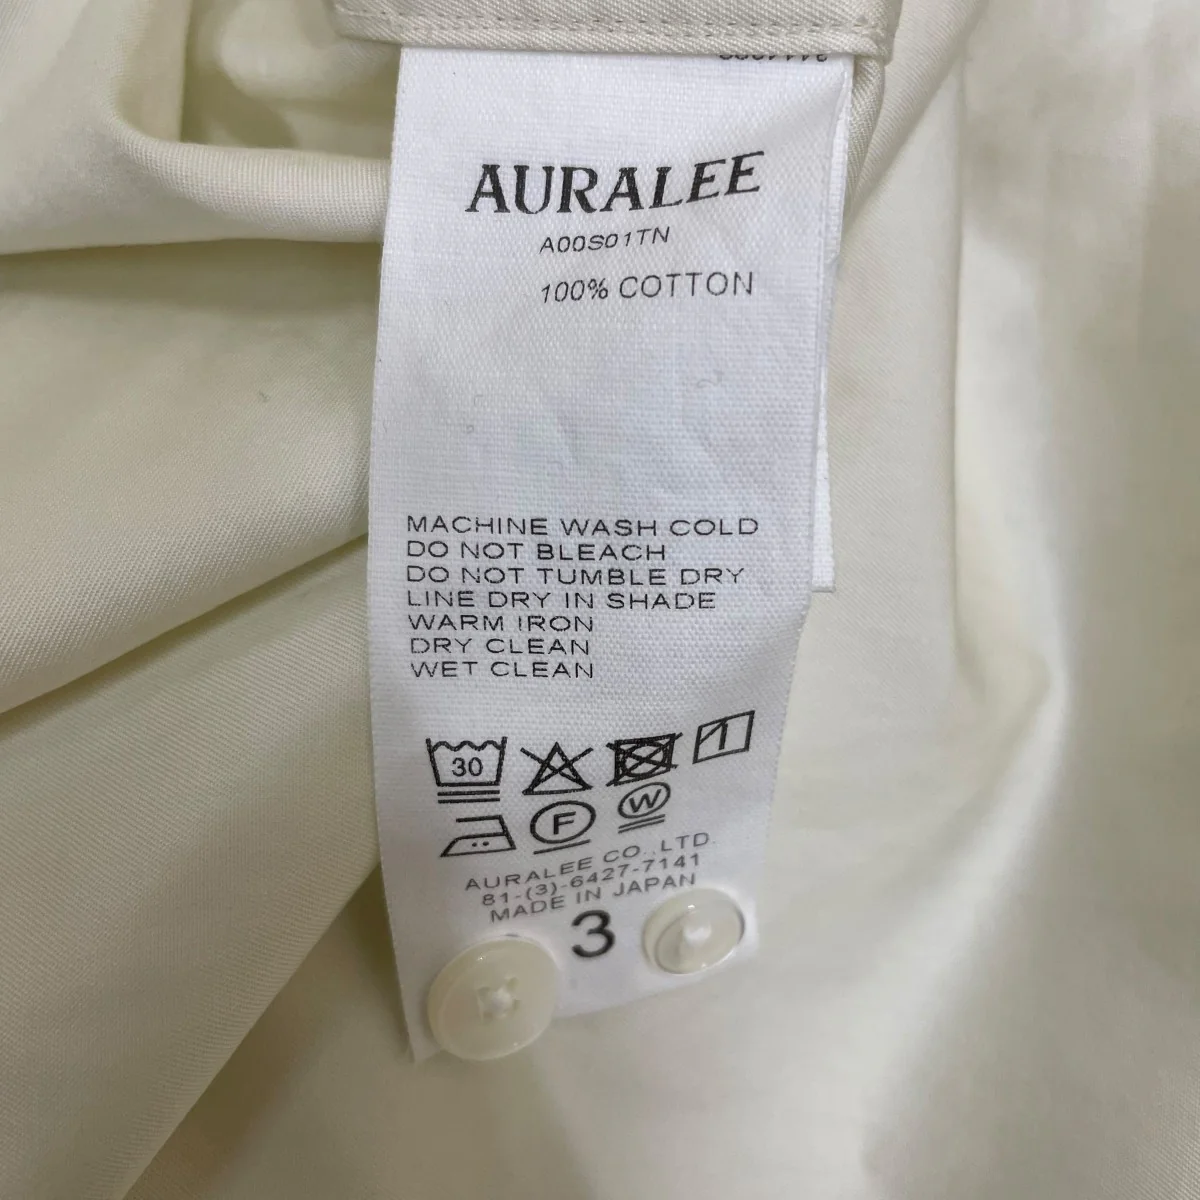 AURALEE
A00S01TN
100% COTTON
MACHINE WASH COLD
DO NOT BLEACH
DO NOT TUMBLE DRY
LINE DRY IN SHADE
WARM IRON
DRY CLEAN
WET CLEAN
30
F W
AURALEE CO.,LTD.
81-(3)-6427-7141
MADE IN JAPAN
3